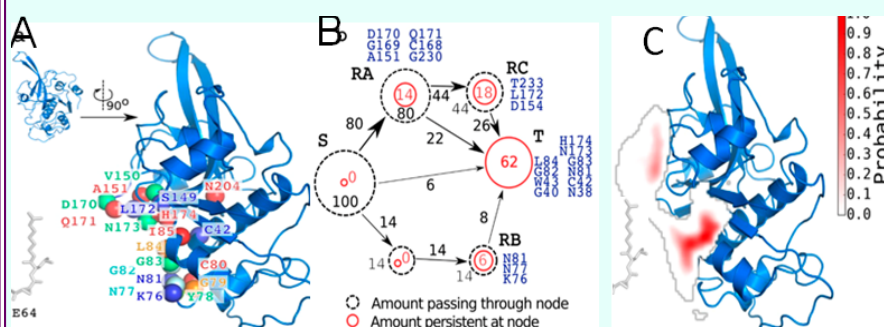 A
90°
V150
A151
S149
N204
D170
L172
Q171
H174
N173
I85
C42
L84
G83
C80
G82
N81
G79
N77
K76
Y78
E64
B
D170 Q171
G169 C168
A151 G230
RA
14
80
44
RC
18
44
T233
L172
D154
80
22
26
T
62
H174
N173
L84 G83
G82 N81
W43 C42
G40 N38
S
0
100
6
14
8
14
0
14
RB
6
14
N81
N77
K76
Amount passing through node
Amount persistent at node
C
0.9
0.8
0.7
0.6
0.5
0.4
0.3
0.2
0.1
0.0
Probability